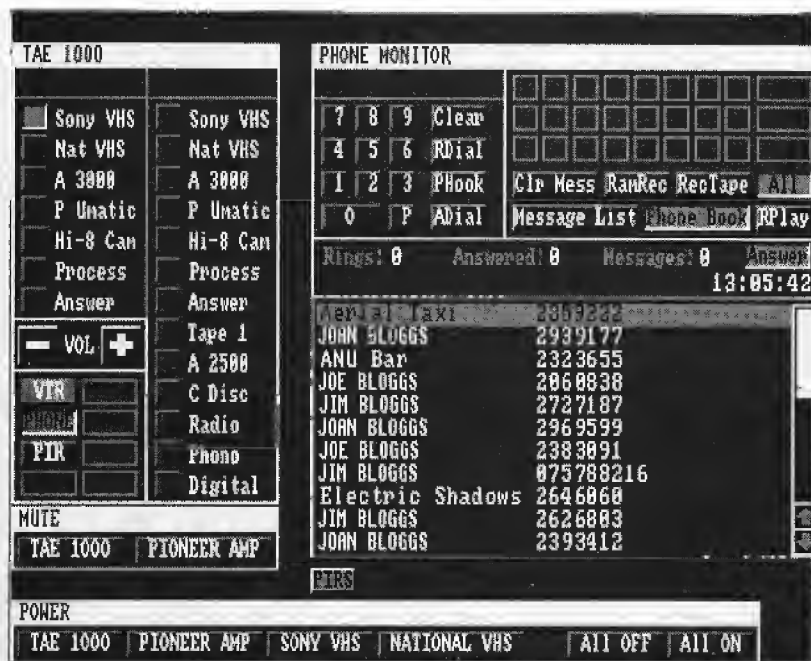 TAE 1000
Sony VHS Sony VHS
Nat VHS Nat VHS
A 3000 A 3000
P Umatic P Umatic
Hi-8 Cam Hi-8 Cam
Process Process
Answer Answer
Tape 1
A 2500
C Disc
Radio
Phono
Digital
- VOL +
VTR
PHONE
PIR
MUTE
TAE 1000 PIONEER AMP
PHONE MONITOR
7 8 9 Clear
4 5 6 RDial
1 2 3 PHook
0 P ADial
Clr Mess RamRec RecTape All
Message List Phone Book RPlay
Rings: 0 Answered: 0 Messages: 0 Answer
13:05:42
Aerial Taxi
JOAN BLOGGS 2939177
ANU Bar 2323655
JOE BLOGGS 2060838
JIM BLOGGS 2727187
JOAN BLOGGS 2969599
JOE BLOGGS 2383091
JIM BLOGGS 075788216
Electric Shadows 2646060
JIM BLOGGS 2626803
JOAN BLOGGS 2393412
PIRS
POWER
TAE 1000 PIONEER AMP SONY VHS NATIONAL VHS All OFF All ON